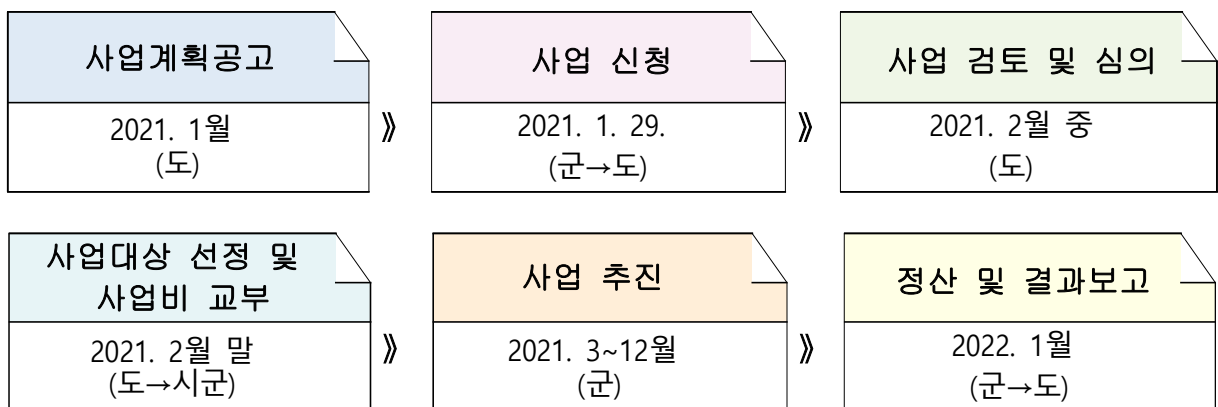 사업계획공고
2021. 1월
(도)
》
사업 신청
2021. 1. 29.
(군→도)
》
사업 검토 및 심의
2021. 2월 중
(도)
사업대상 선정 및
사업비 교부
2021. 2월 말
(도→시군)
》
사업 추진
2021. 3~12월
(군)
》
정산 및 결과보고
2022. 1월
(군→도)